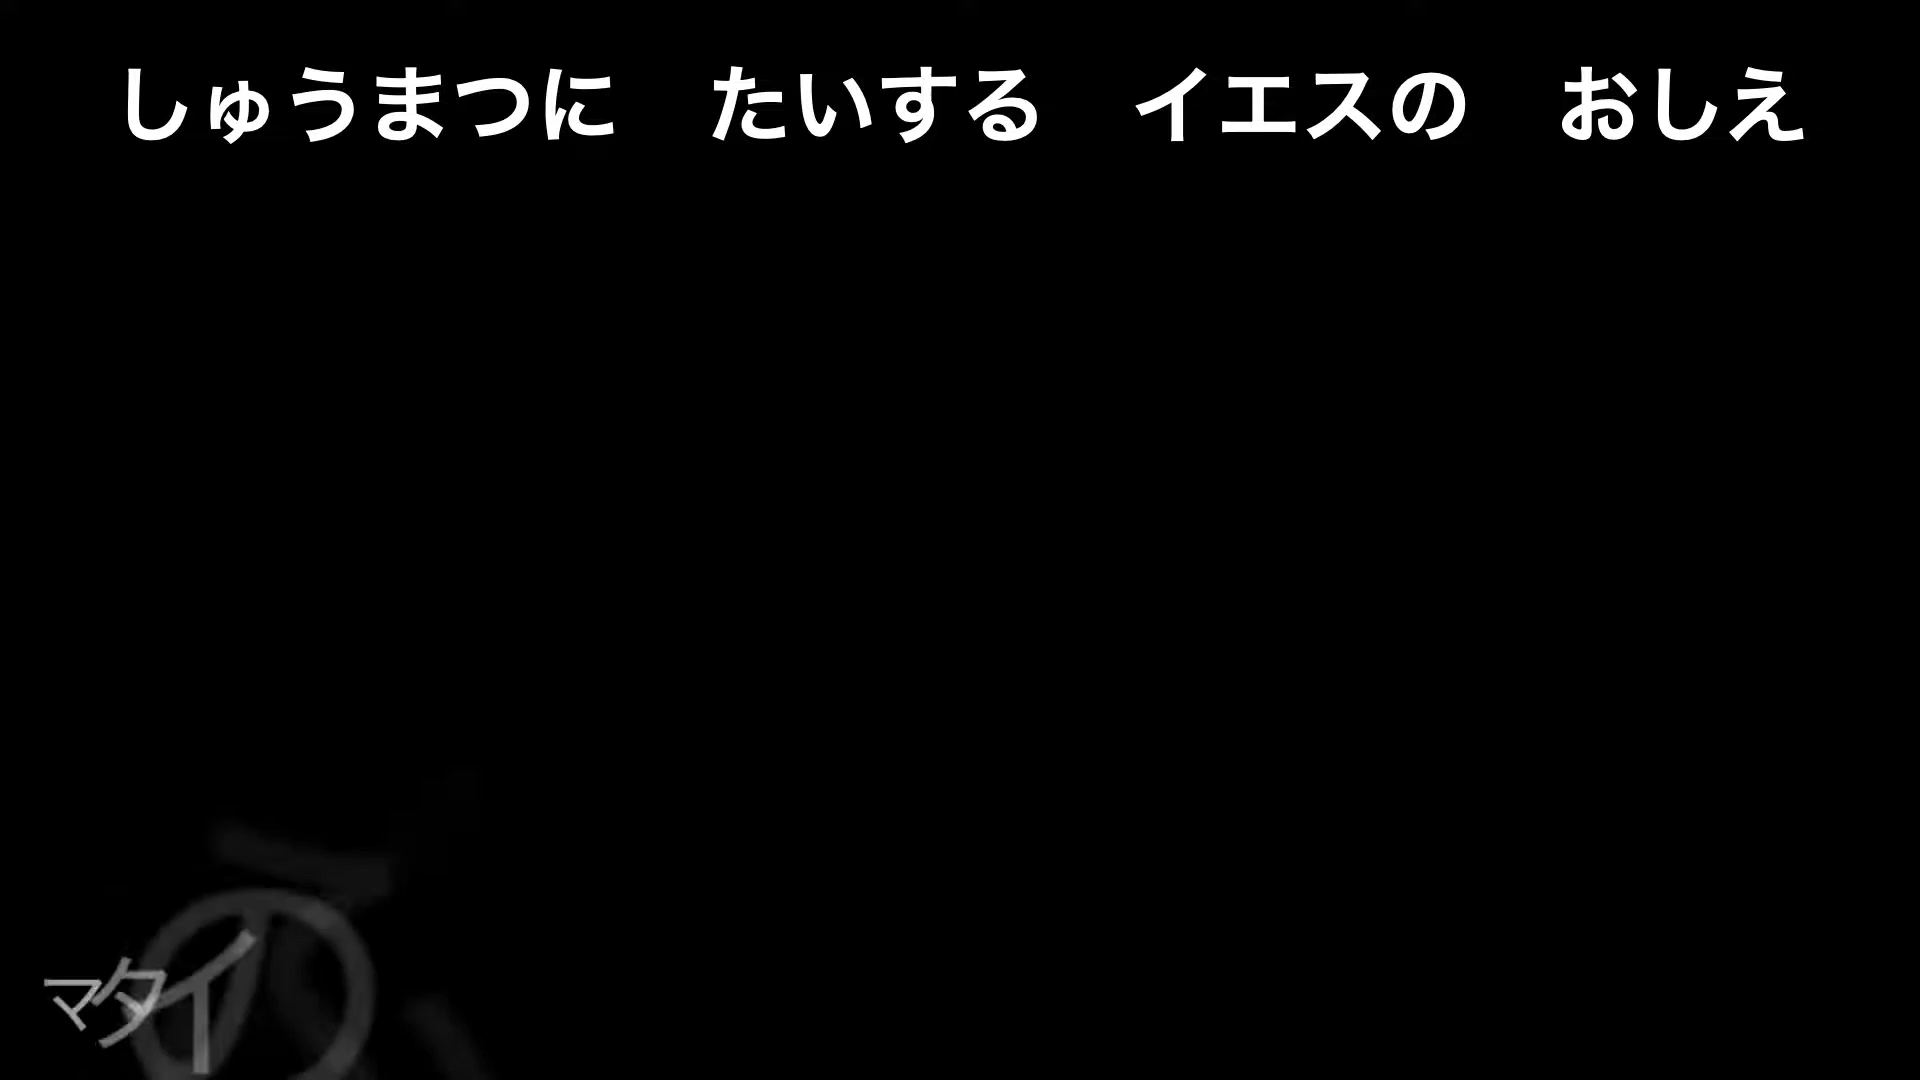 しゅうまつに　たいする　イエスの　おしえ
マタイの